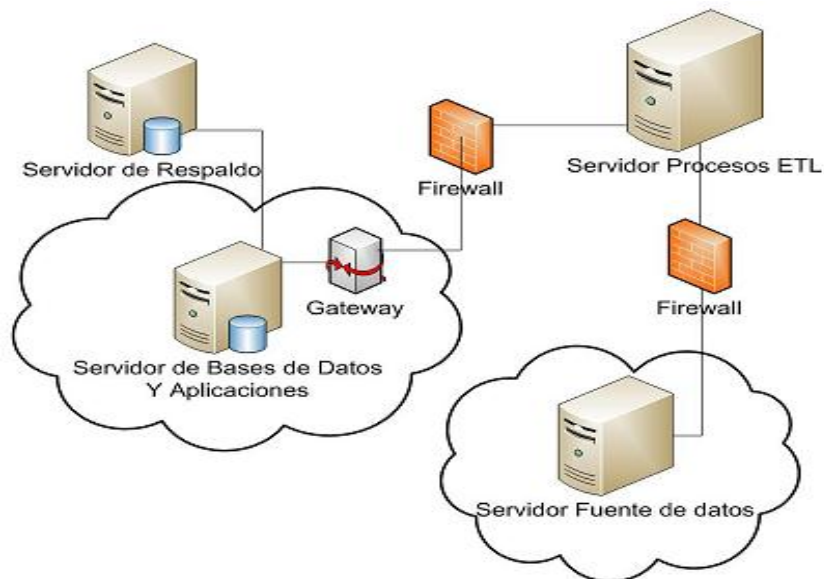 Servidor de Respaldo
Firewall
Servidor Procesos ETL
Gateway
Firewall
Servidor de Bases de Datos
Y Aplicaciones
Servidor Fuente de datos